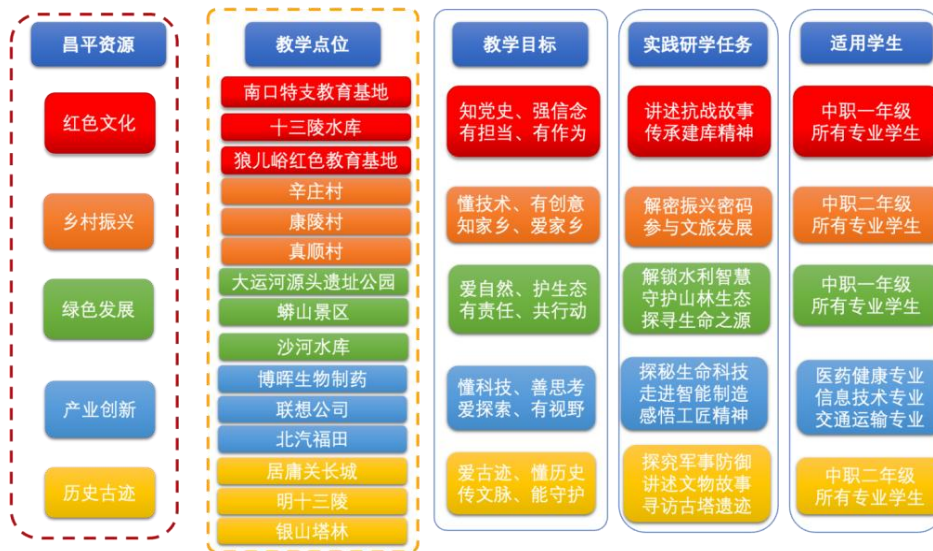 昌平资源
教学点位
教学目标
实践研学任务
适用学生
红色文化
南口特支教育基地
十三陵水库
狼儿峪红色教育基地
知党史、强信念
有担当、有作为
讲述抗战故事
传承建库精神
中职一年级
所有专业学生
乡村振兴
辛庄村
康陵村
真顺村
懂技术、有创意
知家乡、爱家乡
解密振兴密码
参与文旅发展
中职二年级
所有专业学生
绿色发展
大运河源头遗址公园
蟒山景区
沙河水库
爱自然、护生态
有责任、共行动
解锁水利智慧
守护山林生态
探寻生命之源
中职一年级
所有专业学生
产业创新
博晖生物制药
联想公司
北汽福田
懂科技、善思考
爱探索、有视野
探秘生命科技
走进智能制造
感悟工匠精神
医药健康专业
信息技术专业
交通运输专业
历史古迹
居庸关长城
明十三陵
银山塔林
爱古迹、懂历史
传文脉、能守护
探究军事防御
讲述文物故事
寻访古塔遗迹
中职二年级
所有专业学生